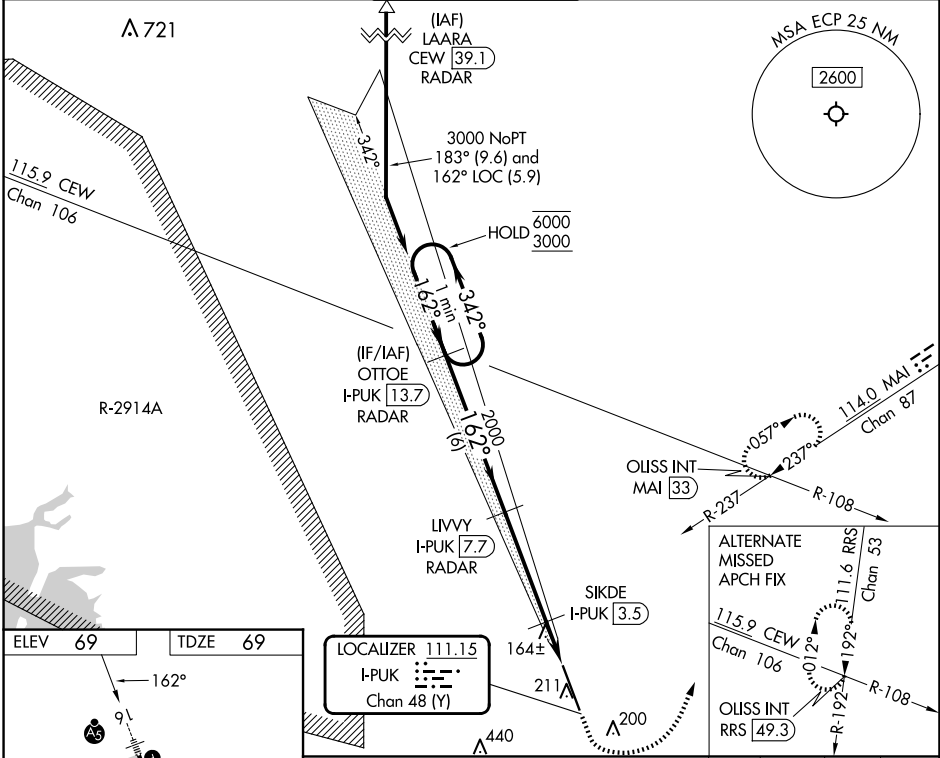 721
(IAF)
LAARA
CEW 39.1
RADAR
MSA ECP 25 NM
2600
342°
3000 NoPT
183° (9.6) and
162° LOC (5.9)
115.9 CEW
Chan 106
HOLD 6000
3000
162°
1 min
342°
(IF/IAF)
OTTOE
I-PUK 13.7
RADAR
R-2914A
2000
162°
(6)
114.0 MAI
Chan 87
057°
237°
OLISS INT
MAI 33
R-237
R-108
LIVVY
I-PUK 7.7
RADAR
SIKDE
I-PUK 3.5
ALTERNATE
MISSED
APCH FIX
111.6 RRS
Chan 53
115.9 CEW
Chan 106
012°
192°
R-108
R-192
OLISS INT
RRS 49.3
ELEV 69
TDZE 69
162°
16
A5
LOCALIZER 111.15
I-PUK
Chan 48 (Y)
164±
211
200
440